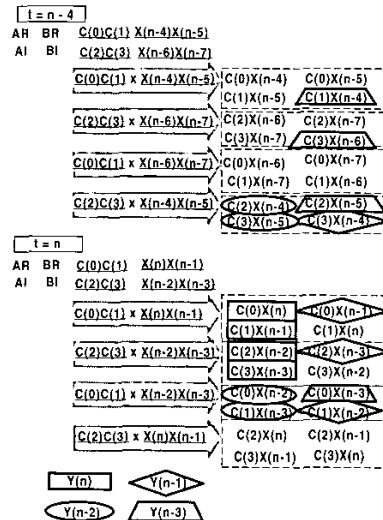 t = n - 4
AR BR C(0)C(1) X(n-4)X(n-5)
AI BI C(2)C(3) X(n-6)X(n-7)
C(0)C(1) x X(n-4)X(n-5) C(0)X(n-4) C(0)X(n-5)
C(1)X(n-5) C(1)X(n-4)
C(2)C(3) x X(n-6)X(n-7) C(2)X(n-6) C(2)X(n-7)
C(3)X(n-7) C(3)X(n-6)
C(0)C(1) x X(n-6)X(n-7) C(0)X(n-6) C(0)X(n-7)
C(1)X(n-7) C(1)X(n-6)
C(2)C(3) x X(n-4)X(n-5) C(2)X(n-4) C(2)X(n-5)
C(3)X(n-5) C(3)X(n-4)
t = n
AR BR C(0)C(1) X(n)X(n-1)
AI BI C(2)C(3) X(n-2)X(n-3)
C(0)C(1) x X(n)X(n-1) C(0)X(n) C(0)X(n-1)
C(1)X(n-1) C(1)X(n)
C(2)C(3) x X(n-2)X(n-3) C(2)X(n-2) C(2)X(n-3)
C(3)X(n-3) C(3)X(n-2)
C(0)C(1) x X(n-2)X(n-3) C(0)X(n-2) C(0)X(n-3)
C(1)X(n-3) C(1)X(n-2)
C(2)C(3) x X(n)X(n-1) C(2)X(n) C(2)X(n-1)
C(3)X(n-1) C(3)X(n)
Y(n) Y(n-1)
Y(n-2) Y(n-3)